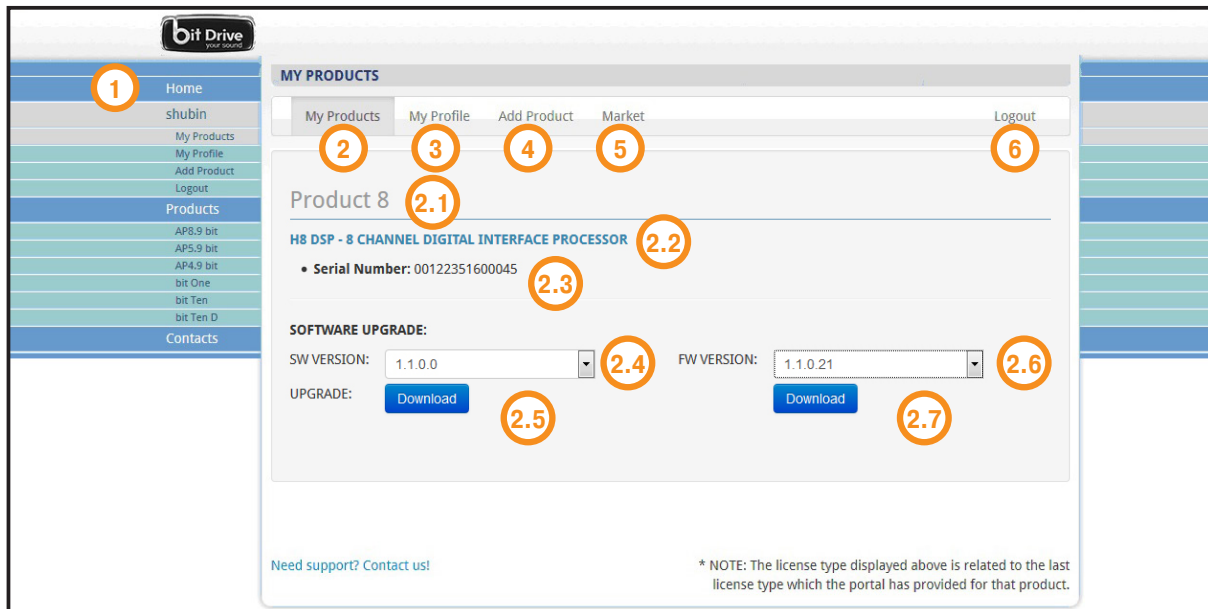 bit Drive
your sound
1
Home
shubin
My Products
My Profile
Add Product
Logout
Products
AP8.9 bit
AP5.9 bit
AP4.9 bit
bit One
bit Ten
bit Ten D
Contacts
MY PRODUCTS
My Products My Profile Add Product Market Logout
2 3 4 5 6
Product 8 2.1
H8 DSP - 8 CHANNEL DIGITAL INTERFACE PROCESSOR 2.2
• Serial Number: 00122351600045 2.3
SOFTWARE UPGRADE:
SW VERSION: 1.1.0.0 2.4 FW VERSION: 1.1.0.21 2.6
UPGRADE: Download 2.5 Download 2.7
Need support? Contact us!
* NOTE: The license type displayed above is related to the last
license type which the portal has provided for that product.